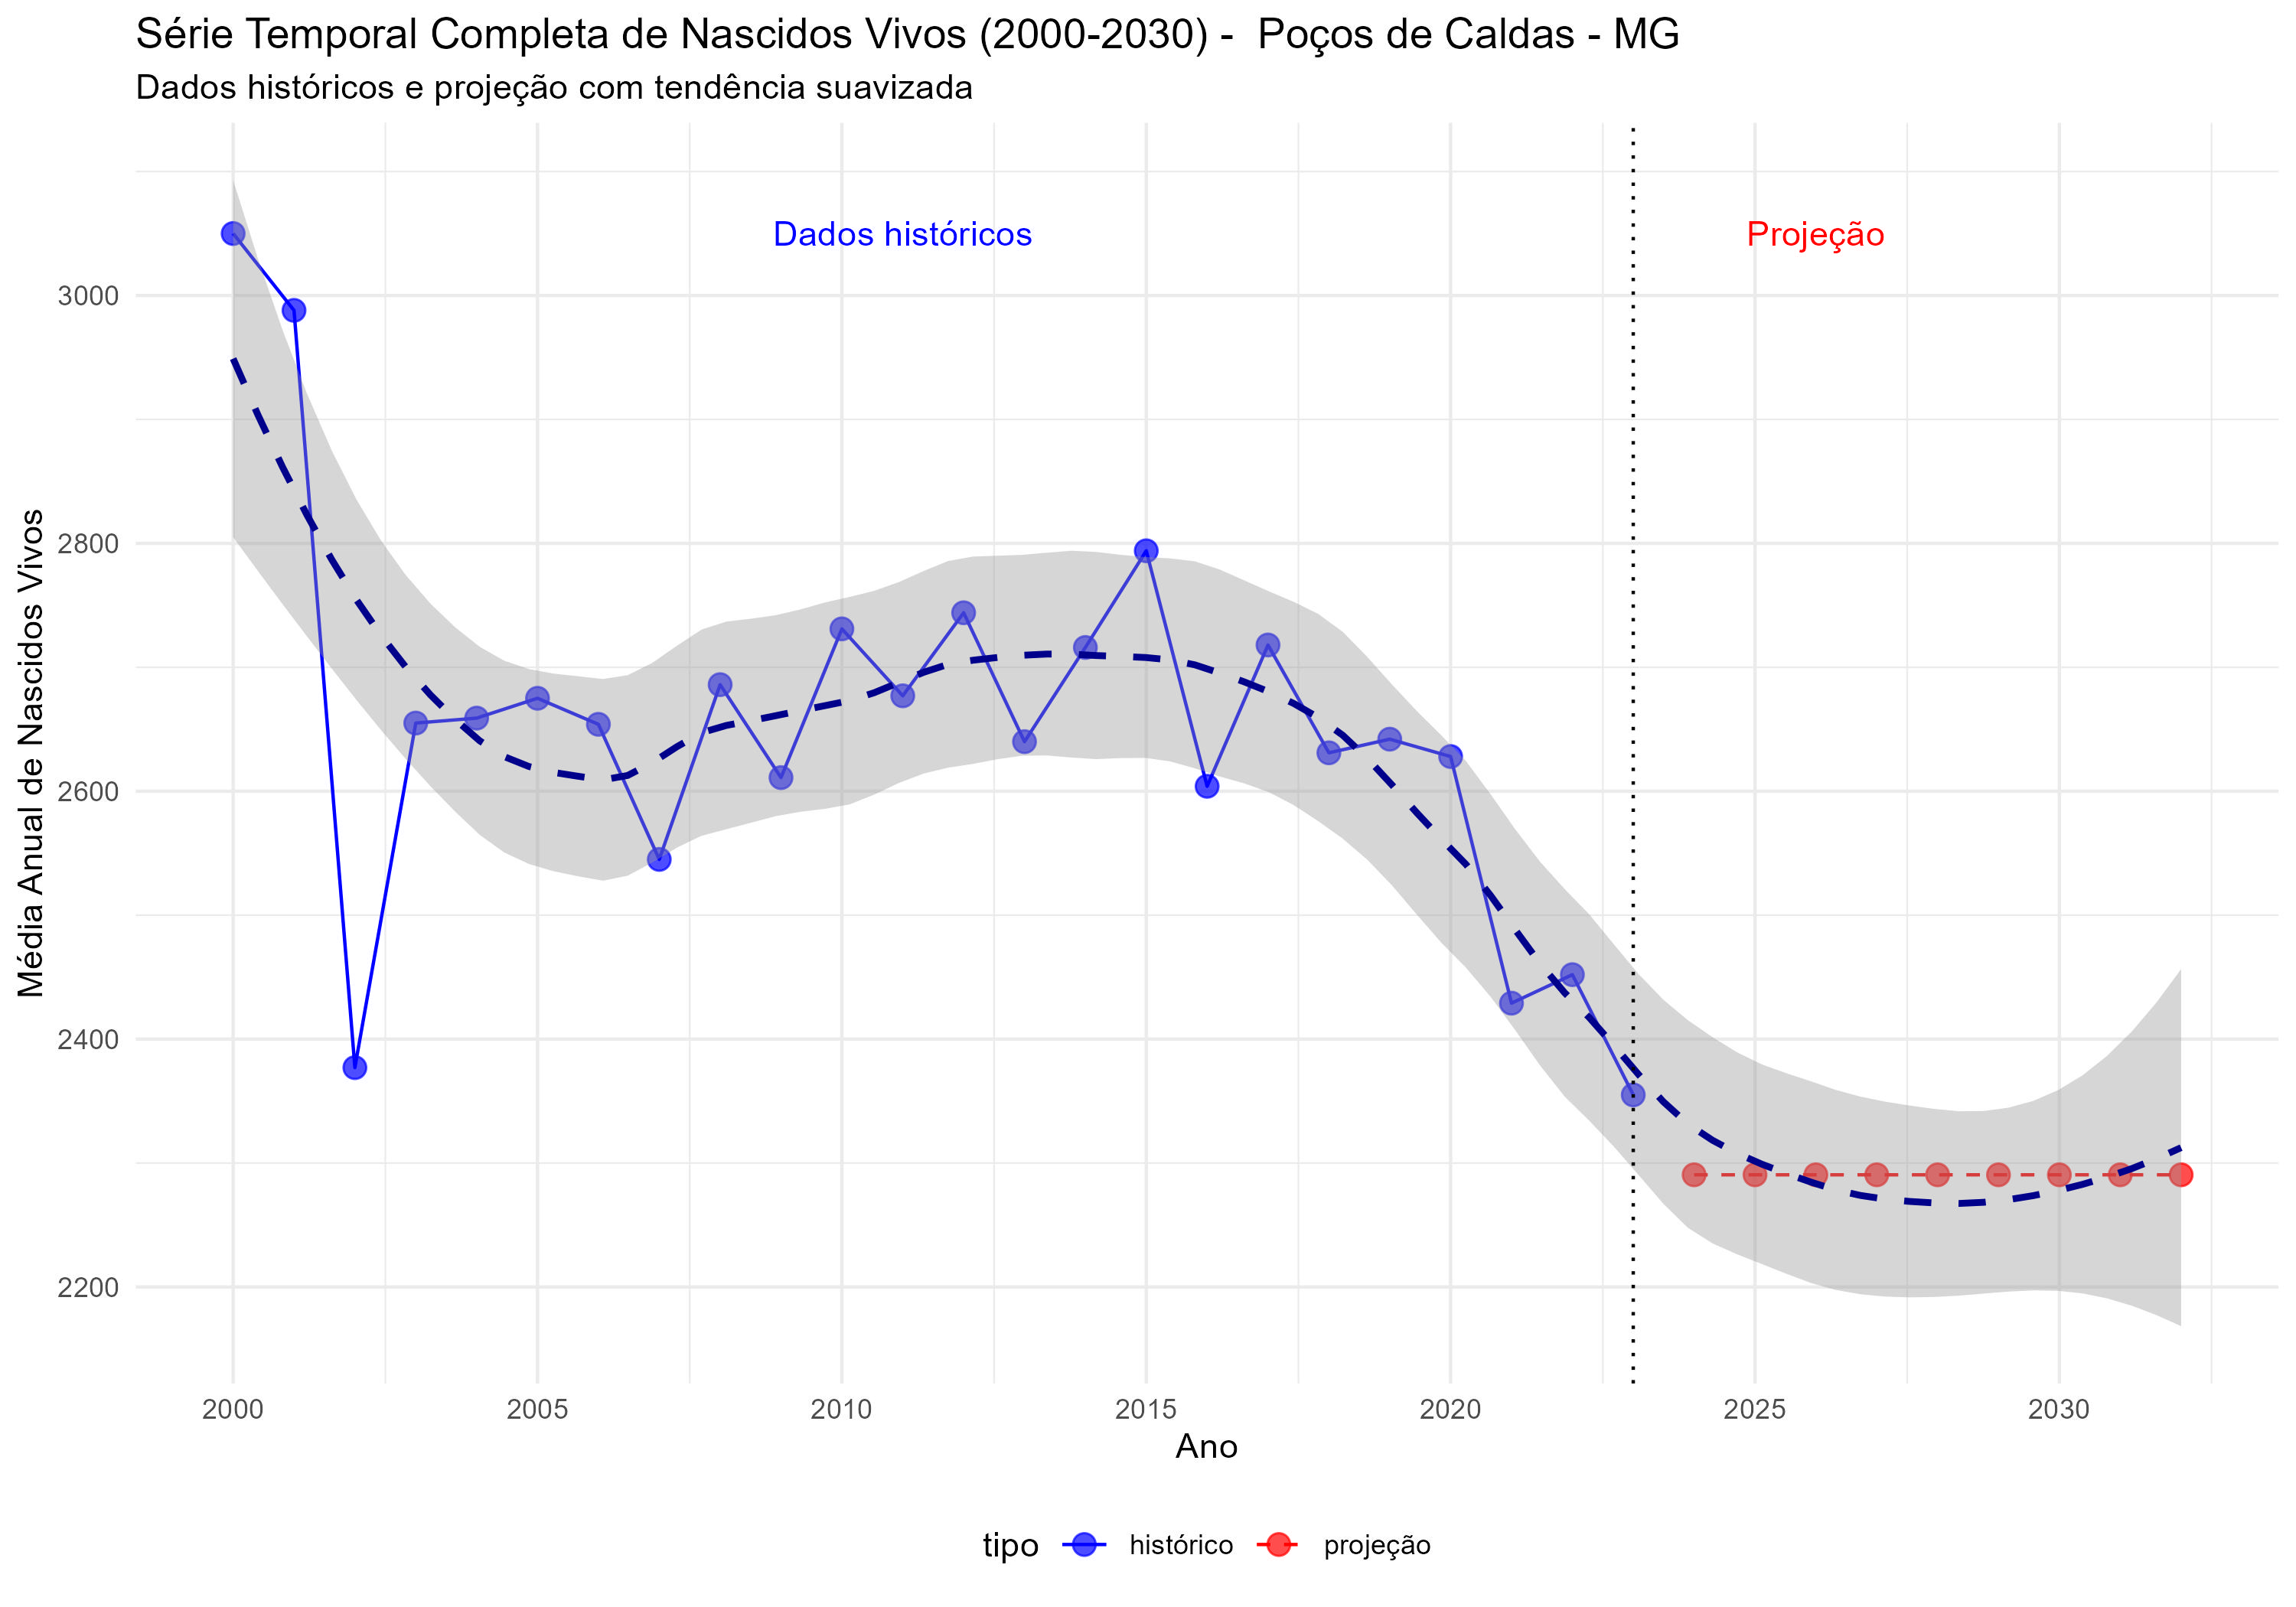 Série Temporal Completa de Nascidos Vivos (2000-2030) -  Poços de Caldas - MG
Dados históricos e projeção com tendência suavizada
Dados históricos
Projeção
Média Anual de Nascidos Vivos
3000
2800
2600
2400
2200
2000
2005
2010
2015
2020
2025
2030
Ano
tipo
histórico
projeção